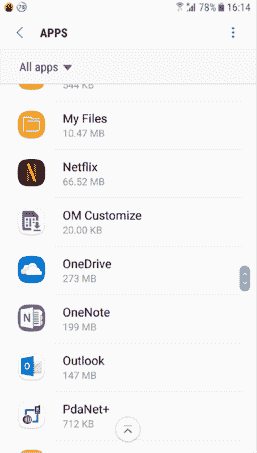 78% 16:14
APPS
All apps
544 KB
My Files
10.47 MB
Netflix
66.52 MB
OM Customize
20.00 KB
OneDrive
273 MB
OneNote
199 MB
Outlook
147 MB
PdaNet+
712 KB